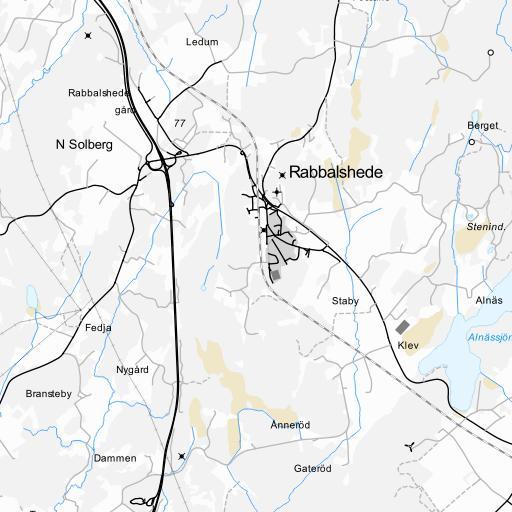 Ledum
Rabbalshede
gård
77
Berget
N Solberg
Rabbalshede
Stenind.
Staby
Alnäs
Fedja
Alnässjön
Klev
Nygård
Bransteby
Änneröd
Dammen
Gateröd